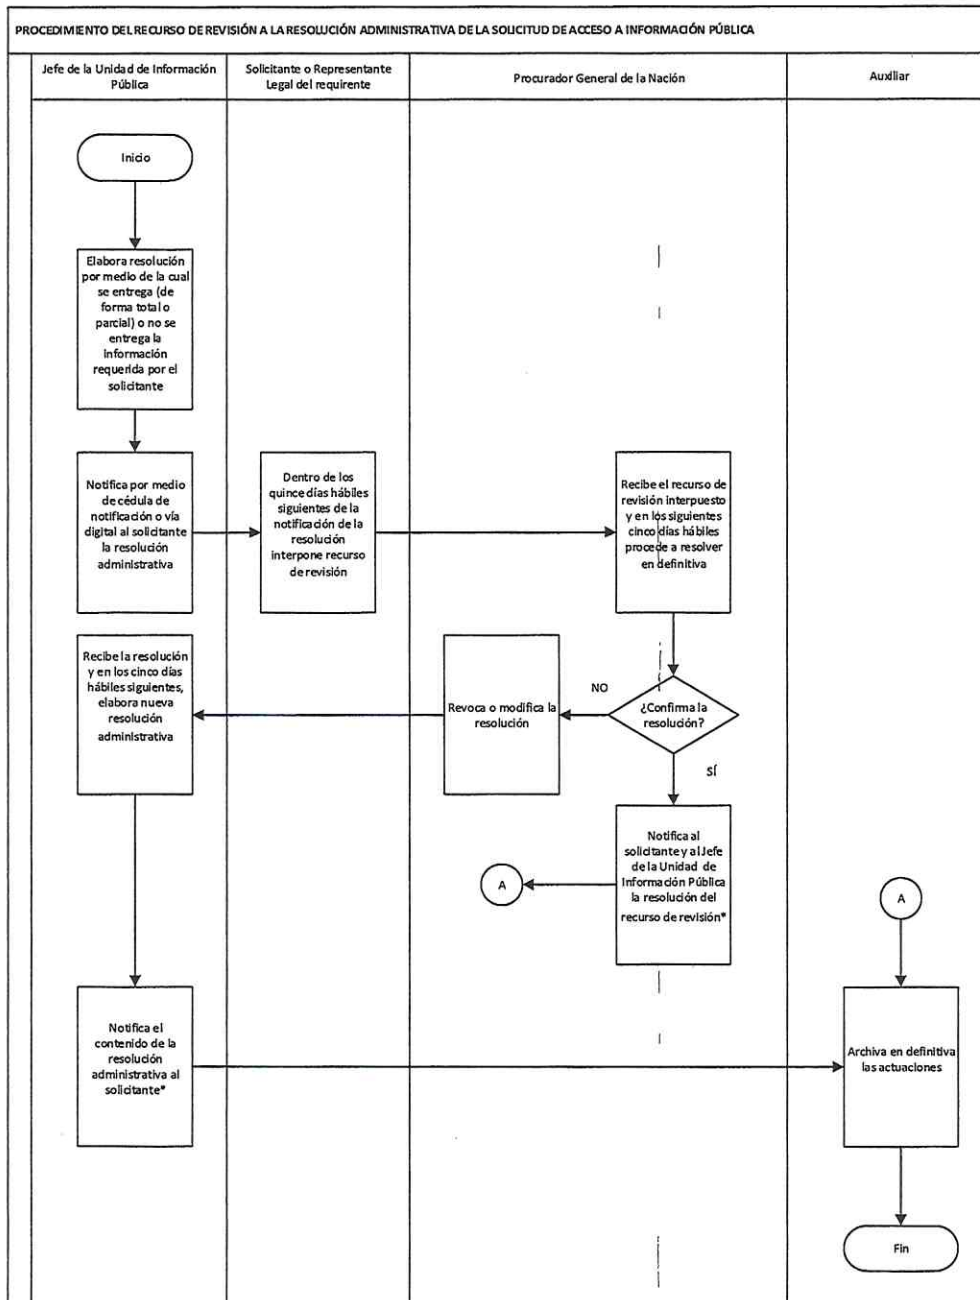 PROCEDIMIENTO DEL RECURSO DE REVISIÓN A LA RESOLUCIÓN ADMINISTRATIVA DE LA SOLICITUD DE ACCESO A INFORMACIÓN PÚBLICA
Jefe de la Unidad de Información
Pública
Solicitante o Representante
Legal del requirente
Procurador General de la Nación
Auxiliar
Inicio
Elabora resolución
por medio de la cual
se entrega (de
forma total o
parcial) o no se
entrega la
información
requerida por el
solicitante
Notifica por medio
de cédula de
notificación o vía
digital al solicitante
la resolución
administrativa
Dentro de los
quince días hábiles
siguientes de la
notificación de la
resolución
interpone recurso
de revisión
Recibe el recurso de
revisión interpuesto
y en los siguientes
cinco días hábiles
procede a resolver
en definitiva
Recibe la resolución
y en los cinco días
hábiles siguientes,
elabora nueva
resolución
administrativa
Revoca o modifica la
resolución
NO
¿Confirma la
resolución?
SÍ
Notifica al
solicitante y al Jefe
de la Unidad de
Información Pública
la resolución del
recurso de revisión*
A
A
Notifica el
contenido de la
resolución
administrativa al
solicitante*
Archiva en definitiva
las actuaciones
Fin